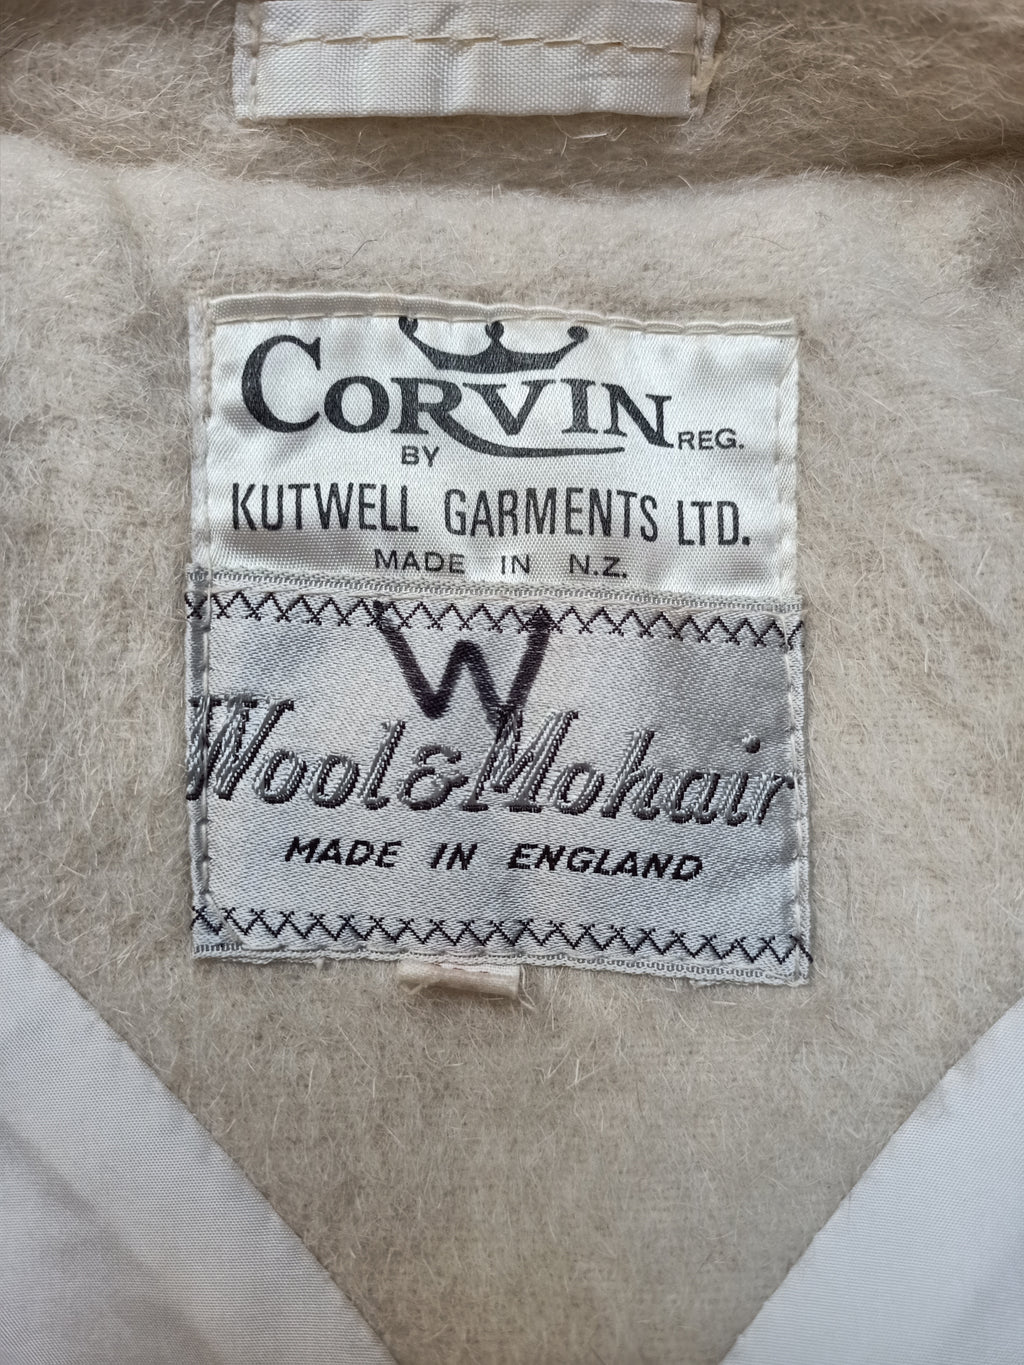 CORVIN REG.
BY
KUTWELL GARMENTS LTD.
MADE IN N.Z.
W
Wool & Mohair
MADE IN ENGLAND